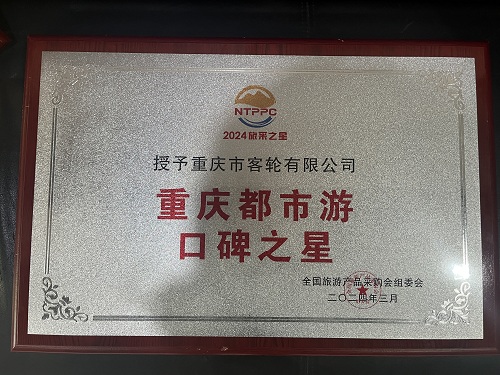 NTPPC
2024旅采之星
授予重庆市客轮有限公司
重庆都市游
口碑之星
全国旅游产品采购会组委会
二〇二四年三月